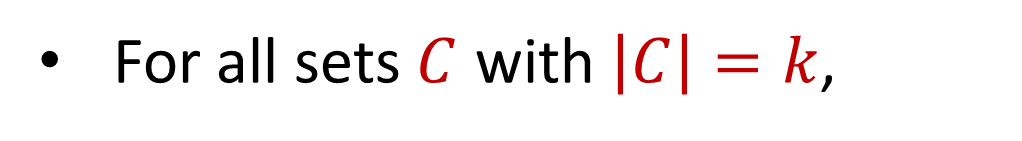 • For all sets C with |C| = k,